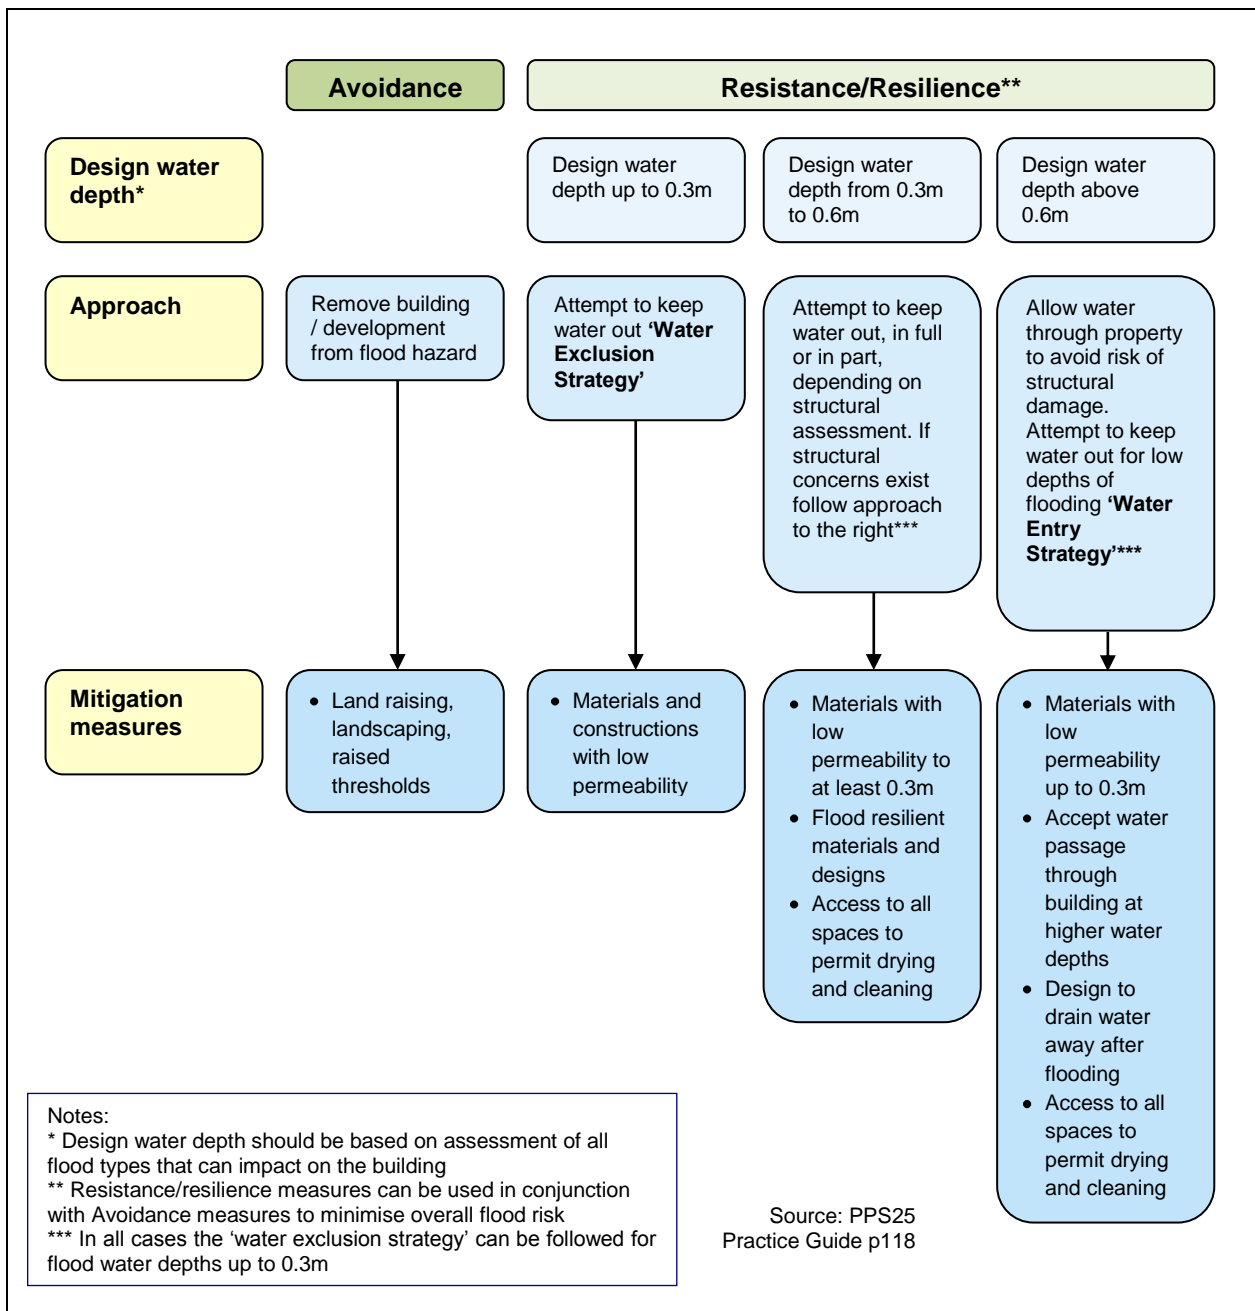 Avoidance
Resistance/Resilience**
Design water
depth*
Design water
depth up to 0.3m
Design water
depth from 0.3m
to 0.6m
Design water
depth above
0.6m
Approach
Remove building
/ development
from flood hazard
Attempt to keep
water out ‘Water
Exclusion
Strategy’
Attempt to keep
water out, in full
or in part,
depending on
structural
assessment. If
structural
concerns exist
follow approach
to the right***
Allow water
through property
to avoid risk of
structural
damage.
Attempt to keep
water out for low
depths of
flooding ‘Water
Entry
Strategy’***
Mitigation
measures
• Land raising,
landscaping,
raised
thresholds
• Materials and
constructions
with low
permeability
• Materials with
low
permeability to
at least 0.3m
• Flood resilient
materials and
designs
• Access to all
spaces to
permit drying
and cleaning
• Materials with
low
permeability
up to 0.3m
• Accept water
passage
through
building at
higher water
depths
• Design to
drain water
away after
flooding
• Access to all
spaces to
permit drying
and cleaning
Notes:
* Design water depth should be based on assessment of all
flood types that can impact on the building
** Resistance/resilience measures can be used in conjunction
with Avoidance measures to minimise overall flood risk
*** In all cases the ‘water exclusion strategy’ can be followed for
flood water depths up to 0.3m
Source: PPS25
Practice Guide p118